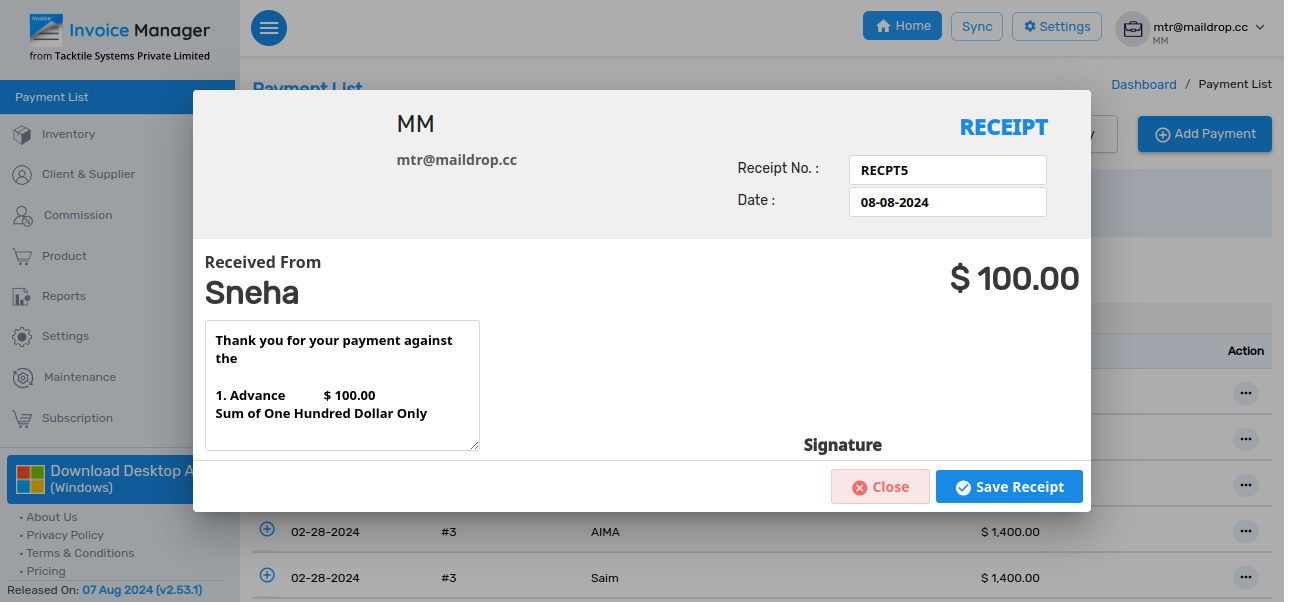 Invoice
Invoice Manager
from Tacktile Systems Private Limited
Home
Sync
Settings
mtr@maildrop.cc
MM
Payment List
Inventory
Client & Supplier
Commission
Product
Reports
Settings
Maintenance
Subscription
Download Desktop A
(Windows)
• About Us
• Privacy Policy
• Terms & Conditions
• Pricing
Released On: 07 Aug 2024 (v2.53.1)
Payment List
Dashboard / Payment List
Add Payment
Action
MM
mtr@maildrop.cc
RECEIPT
Receipt No. : RECPT5
Date : 08-08-2024
Received From
Sneha
$ 100.00
Thank you for your payment against
the
1. Advance $ 100.00
Sum of One Hundred Dollar Only
Signature
Close
Save Receipt
02-28-2024 #3 AIMA $ 1,400.00
02-28-2024 #3 Saim $ 1,400.00